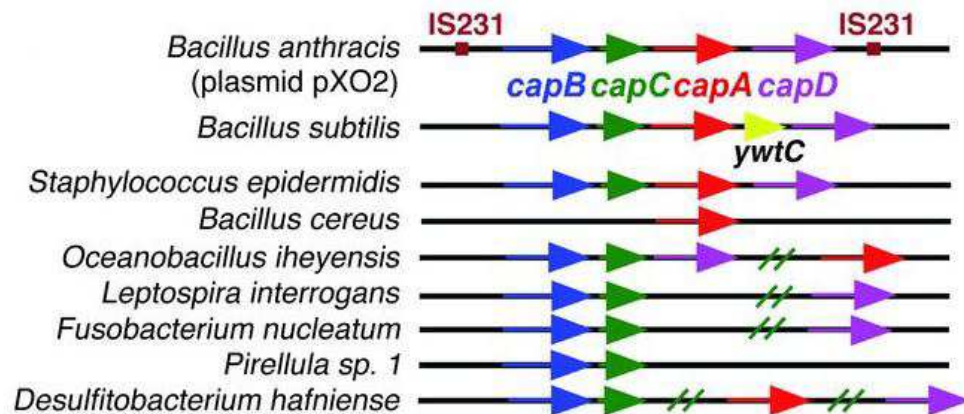 IS231 IS231
Bacillus anthracis
(plasmid pXO2)
capB capC capA capD
Bacillus subtilis
ywtC
Staphylococcus epidermidis
Bacillus cereus
Oceanobacillus iheyensis
Leptospira interrogans
Fusobacterium nucleatum
Pirellula sp. 1
Desulfitobacterium hafniense